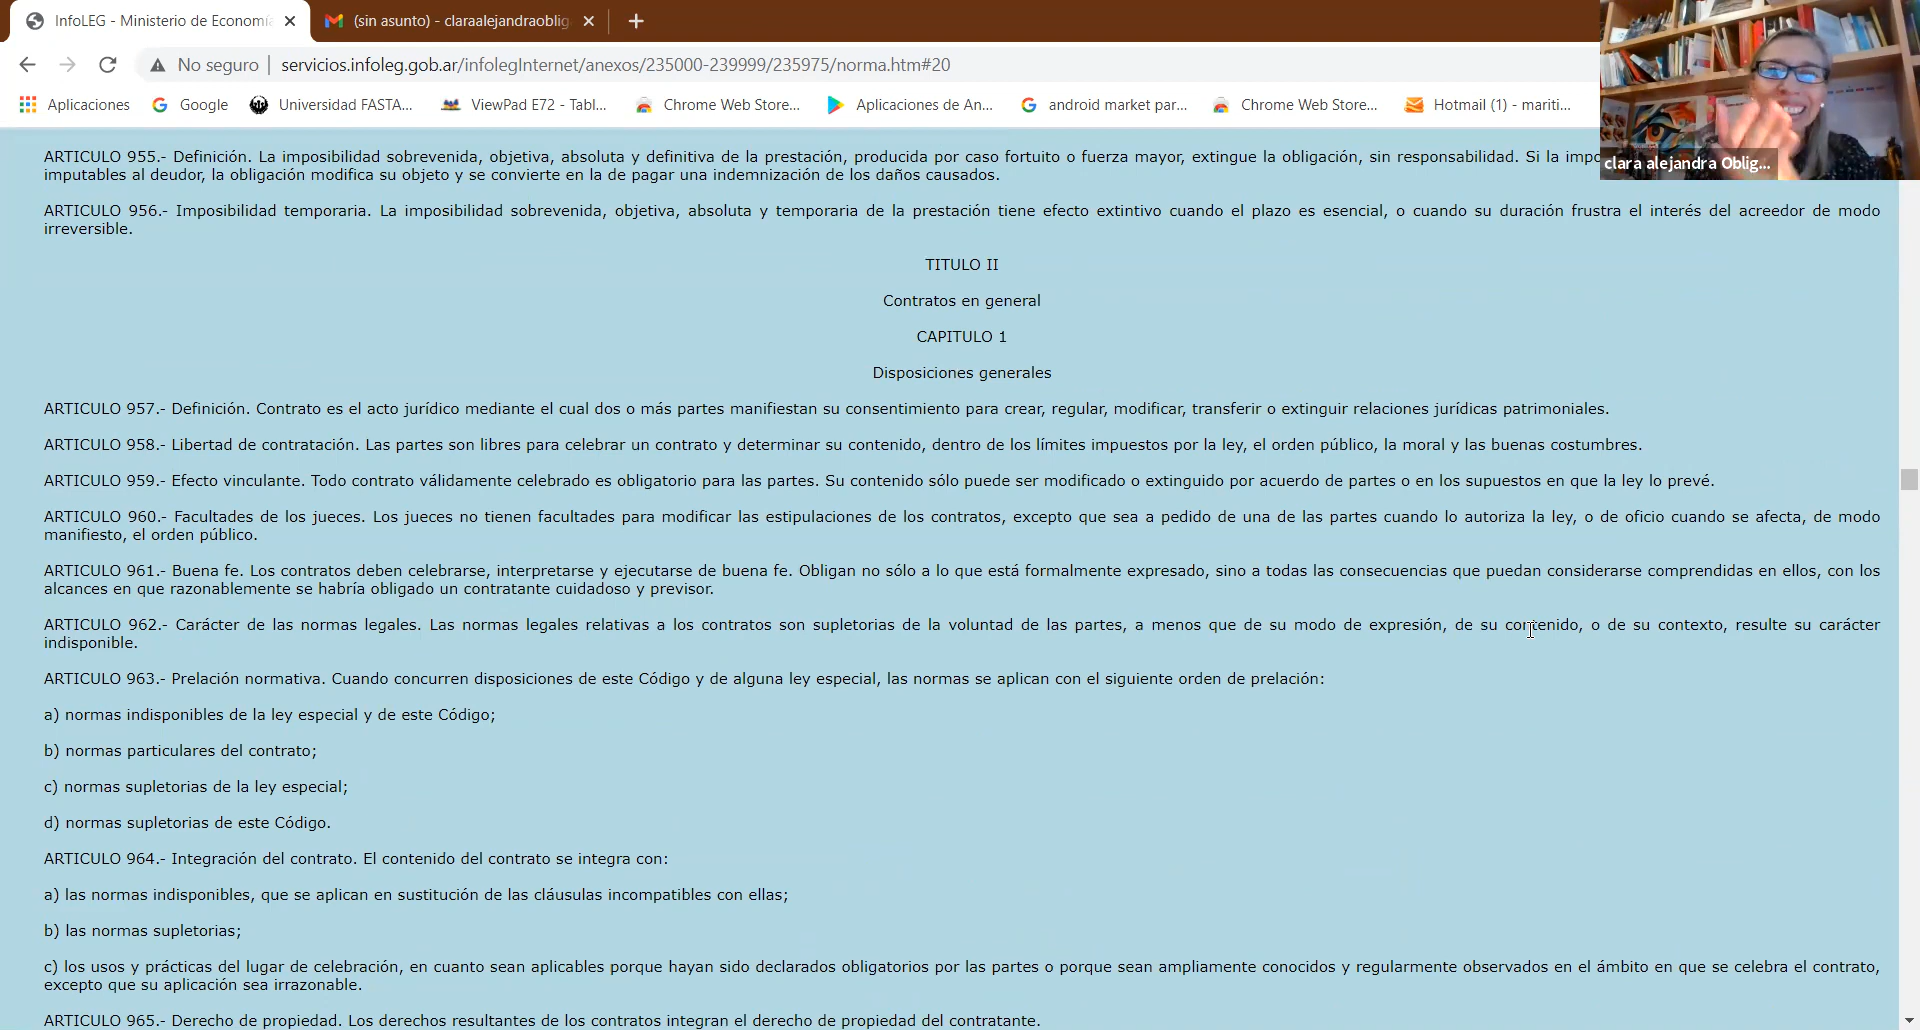 InfoLEG - Ministerio de Economía
(sin asunto) - claraalejandraoblig
No seguro
servicios.infoleg.gob.ar/infolegInternet/anexos/235000-239999/235975/norma.htm#20
Aplicaciones
Google
Universidad FASTA...
ViewPad E72 - Tabl...
Chrome Web Store...
Aplicaciones de An...
android market par...
Chrome Web Store...
Hotmail (1) - mariti...
clara alejandra Oblig...
ARTICULO 955.- Definición. La imposibilidad sobrevenida, objetiva, absoluta y definitiva de la prestación, producida por caso fortuito o fuerza mayor, extingue la obligación, sin responsabilidad. Si la impo
imputables al deudor, la obligación modifica su objeto y se convierte en la de pagar una indemnización de los daños causados.
ARTICULO 956.- Imposibilidad temporaria. La imposibilidad sobrevenida, objetiva, absoluta y temporaria de la prestación tiene efecto extintivo cuando el plazo es esencial, o cuando su duración frustra el interés del acreedor de modo
irreversible.
TITULO II
Contratos en general
CAPITULO 1
Disposiciones generales
ARTICULO 957.- Definición. Contrato es el acto jurídico mediante el cual dos o más partes manifiestan su consentimiento para crear, regular, modificar, transferir o extinguir relaciones jurídicas patrimoniales.
ARTICULO 958.- Libertad de contratación. Las partes son libres para celebrar un contrato y determinar su contenido, dentro de los límites impuestos por la ley, el orden público, la moral y las buenas costumbres.
ARTICULO 959.- Efecto vinculante. Todo contrato válidamente celebrado es obligatorio para las partes. Su contenido sólo puede ser modificado o extinguido por acuerdo de partes o en los supuestos en que la ley lo prevé.
ARTICULO 960.- Facultades de los jueces. Los jueces no tienen facultades para modificar las estipulaciones de los contratos, excepto que sea a pedido de una de las partes cuando lo autoriza la ley, o de oficio cuando se afecta, de modo
manifiesto, el orden público.
ARTICULO 961.- Buena fe. Los contratos deben celebrarse, interpretarse y ejecutarse de buena fe. Obligan no sólo a lo que está formalmente expresado, sino a todas las consecuencias que puedan considerarse comprendidas en ellos, con los
alcances en que razonablemente se habría obligado un contratante cuidadoso y previsor.
ARTICULO 962.- Carácter de las normas legales. Las normas legales relativas a los contratos son supletorias de la voluntad de las partes, a menos que de su modo de expresión, de su contenido, o de su contexto, resulte su carácter
indisponible.
ARTICULO 963.- Prelación normativa. Cuando concurren disposiciones de este Código y de alguna ley especial, las normas se aplican con el siguiente orden de prelación:
a) normas indisponibles de la ley especial y de este Código;
b) normas particulares del contrato;
c) normas supletorias de la ley especial;
d) normas supletorias de este Código.
ARTICULO 964.- Integración del contrato. El contenido del contrato se integra con:
a) las normas indisponibles, que se aplican en sustitución de las cláusulas incompatibles con ellas;
b) las normas supletorias;
c) los usos y prácticas del lugar de celebración, en cuanto sean aplicables porque hayan sido declarados obligatorios por las partes o porque sean ampliamente conocidos y regularmente observados en el ámbito en que se celebra el contrato,
excepto que su aplicación sea irrazonable.
ARTICULO 965.- Derecho de propiedad. Los derechos resultantes de los contratos integran el derecho de propiedad del contratante.